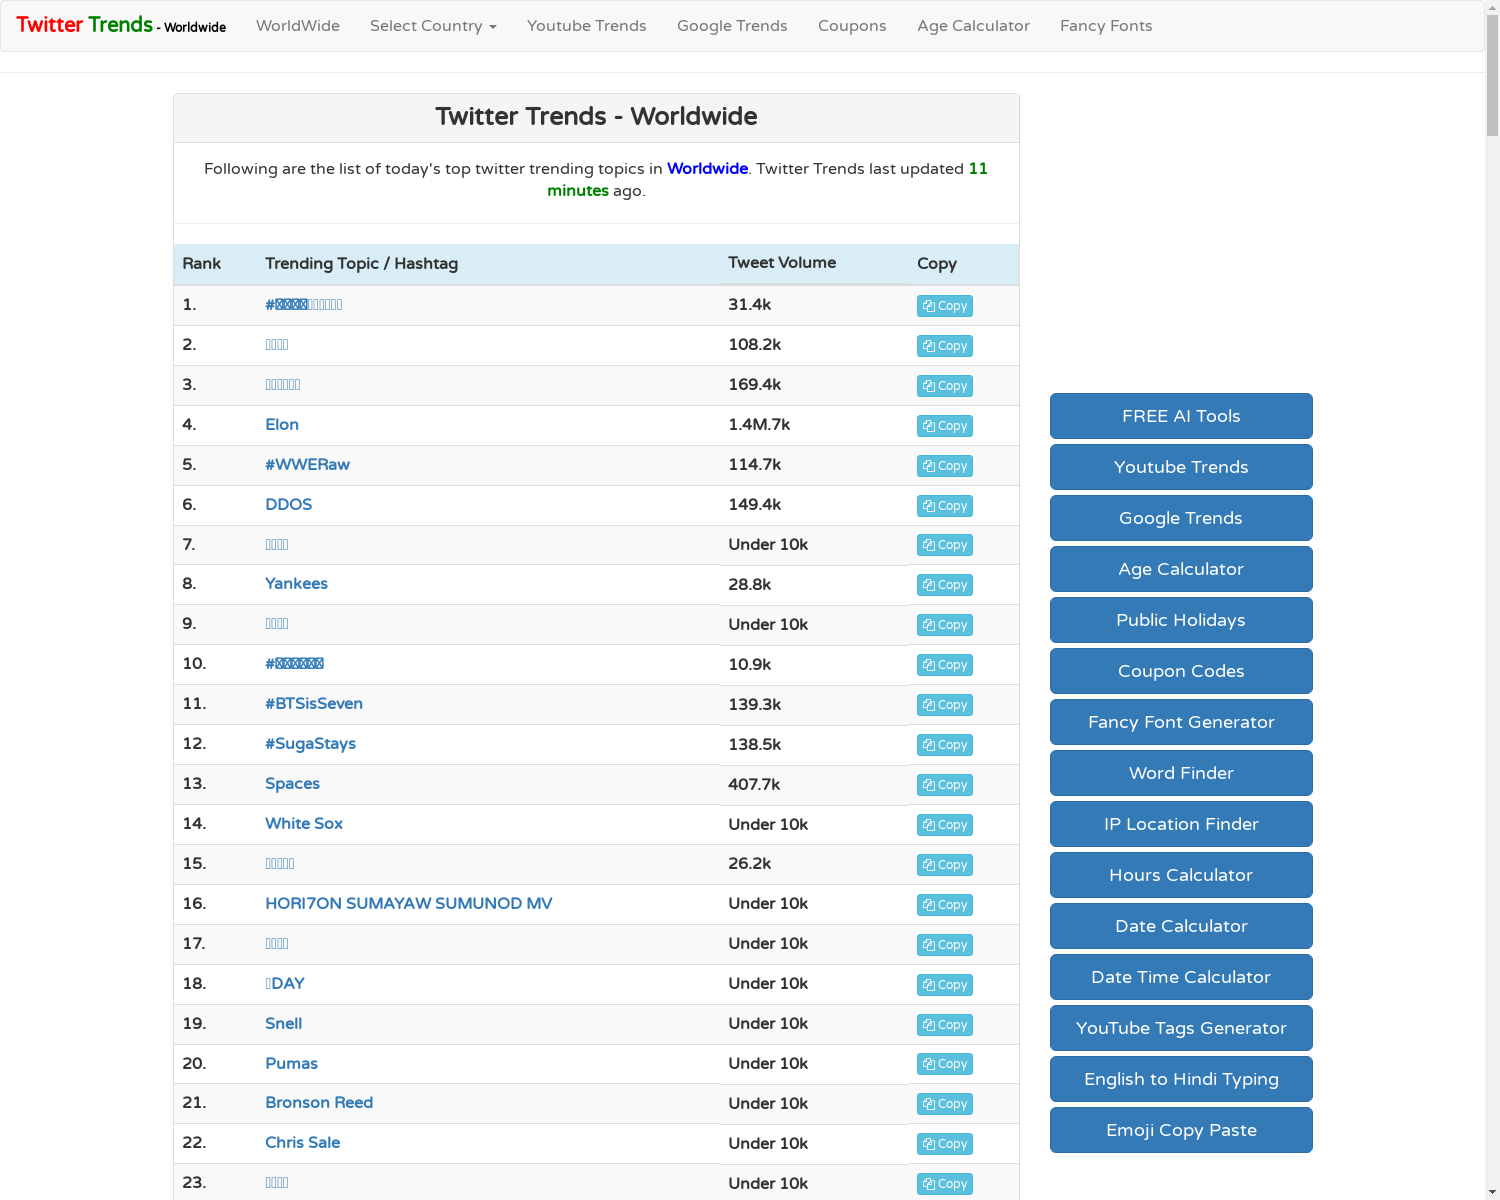 Twitter Trends - Worldwide WorldWide Select Country Youtube Trends Google Trends Coupons Age Calculator Fancy Fonts
Twitter Trends - Worldwide
Following are the list of today's top twitter trending topics in Worldwide. Twitter Trends last updated 11
minutes ago.
Rank Trending Topic / Hashtag Tweet Volume Copy
1. # 31.4k Copy
2. 108.2k Copy
3. 169.4k Copy
4. Elon 1.4M.7k Copy
5. #WWERaw 114.7k Copy
6. DDOS 149.4k Copy
7. Under 10k Copy
8. Yankees 28.8k Copy
9. Under 10k Copy
10. # 10.9k Copy
11. #BTSisSeven 139.3k Copy
12. #SugaStays 138.5k Copy
13. Spaces 407.7k Copy
14. White Sox Under 10k Copy
15. 26.2k Copy
16. HORI7ON SUMAYAW SUMUNOD MV Under 10k Copy
17. Under 10k Copy
18. DAY Under 10k Copy
19. Snell Under 10k Copy
20. Pumas Under 10k Copy
21. Bronson Reed Under 10k Copy
22. Chris Sale Under 10k Copy
23. Under 10k Copy
FREE AI Tools
Youtube Trends
Google Trends
Age Calculator
Public Holidays
Coupon Codes
Fancy Font Generator
Word Finder
IP Location Finder
Hours Calculator
Date Calculator
Date Time Calculator
YouTube Tags Generator
English to Hindi Typing
Emoji Copy Paste